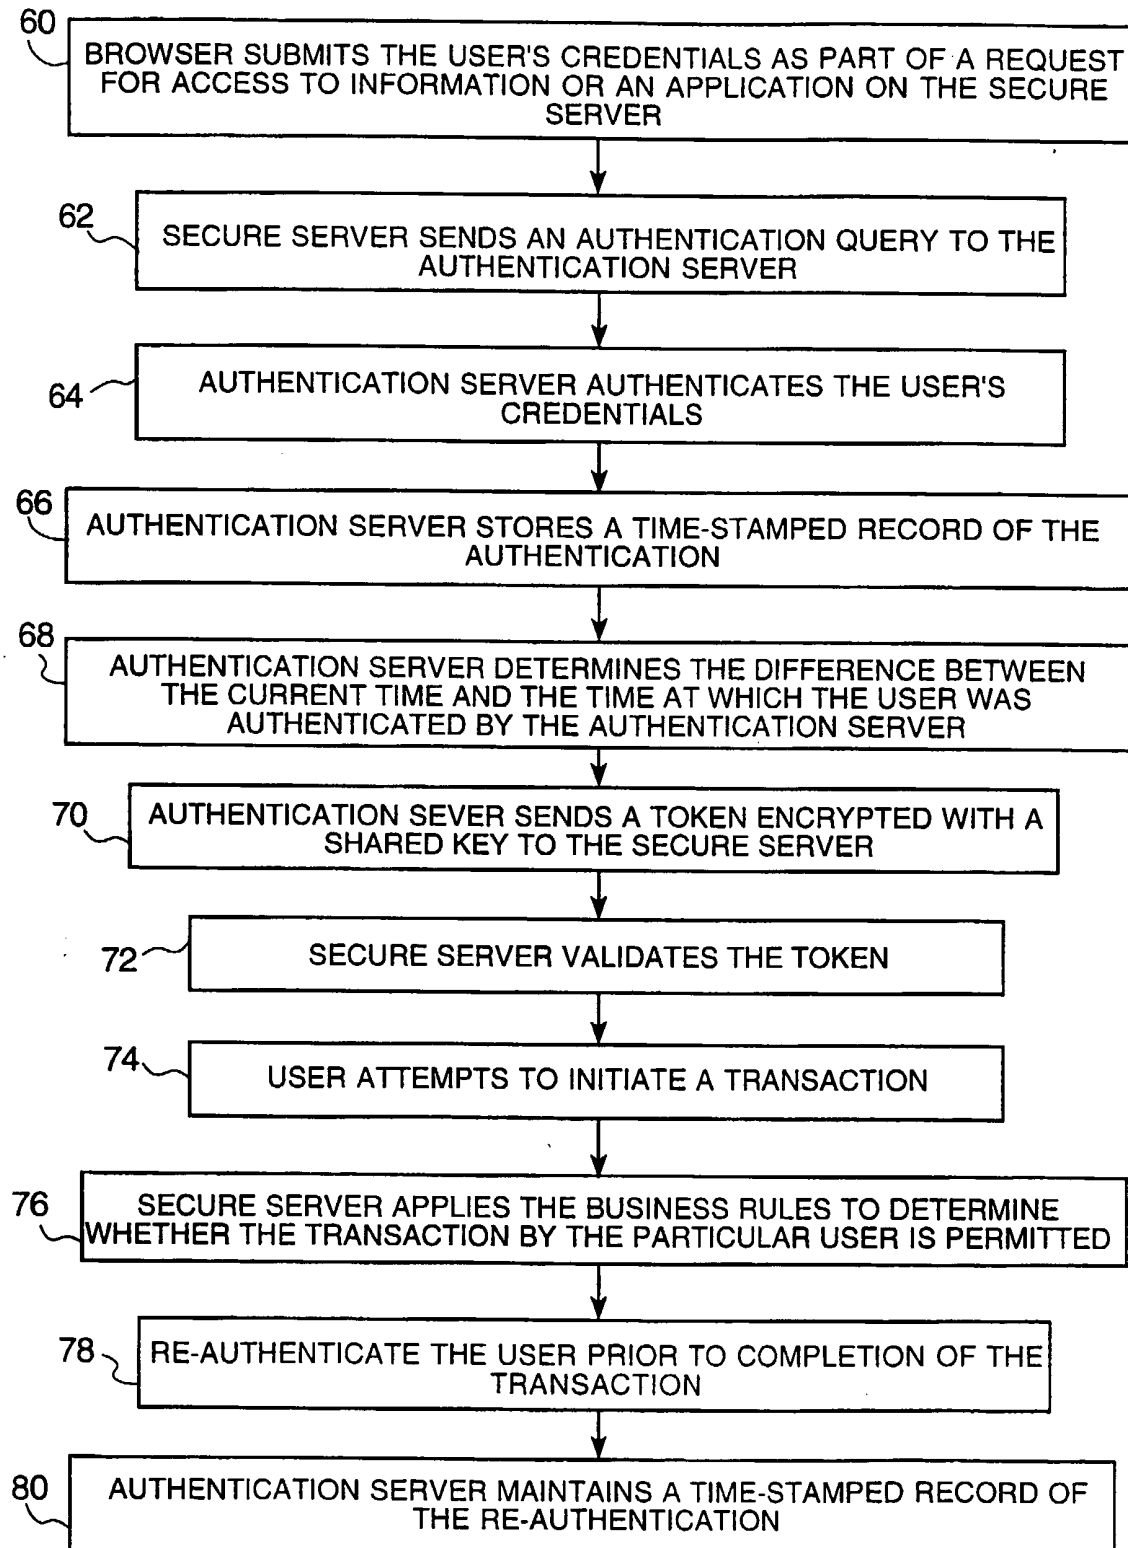 60
BROWSER SUBMITS THE USER'S CREDENTIALS AS PART OF A REQUEST
FOR ACCESS TO INFORMATION OR AN APPLICATION ON THE SECURE
SERVER
62
SECURE SERVER SENDS AN AUTHENTICATION QUERY TO THE
AUTHENTICATION SERVER
64
AUTHENTICATION SERVER AUTHENTICATES THE USER'S
CREDENTIALS
66
AUTHENTICATION SERVER STORES A TIME-STAMPED RECORD OF THE
AUTHENTICATION
68
AUTHENTICATION SERVER DETERMINES THE DIFFERENCE BETWEEN
THE CURRENT TIME AND THE TIME AT WHICH THE USER WAS
AUTHENTICATED BY THE AUTHENTICATION SERVER
70
AUTHENTICATION SEVER SENDS A TOKEN ENCRYPTED WITH A
SHARED KEY TO THE SECURE SERVER
72
SECURE SERVER VALIDATES THE TOKEN
74
USER ATTEMPTS TO INITIATE A TRANSACTION
76
SECURE SERVER APPLIES THE BUSINESS RULES TO DETERMINE
WHETHER THE TRANSACTION BY THE PARTICULAR USER IS PERMITTED
78
RE-AUTHENTICATE THE USER PRIOR TO COMPLETION OF THE
TRANSACTION
80
AUTHENTICATION SERVER MAINTAINS A TIME-STAMPED RECORD OF
THE RE-AUTHENTICATION